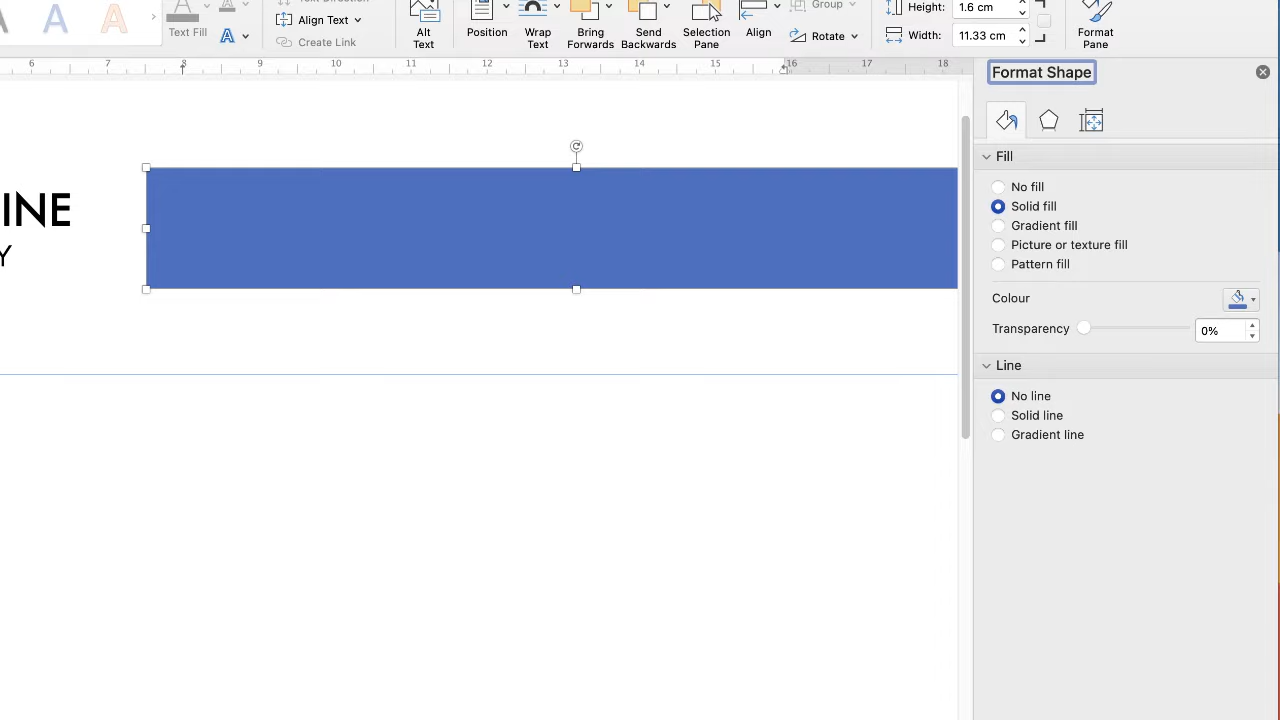 A A
A A
Text Fill
A
Align Text
Create Link
Alt
Text
Position
Wrap
Text
Bring
Forwards
Send
Backwards
Selection
Pane
Align
Group
Rotate
Height: 1.6 cm
Width: 11.33 cm
Format
Pane
6 7 8 9 10 11 12 13 14 15 16 17 18
INE
Y
Format Shape
Fill
No fill
Solid fill
Gradient fill
Picture or texture fill
Pattern fill
Colour
Transparency 0%
Line
No line
Solid line
Gradient line